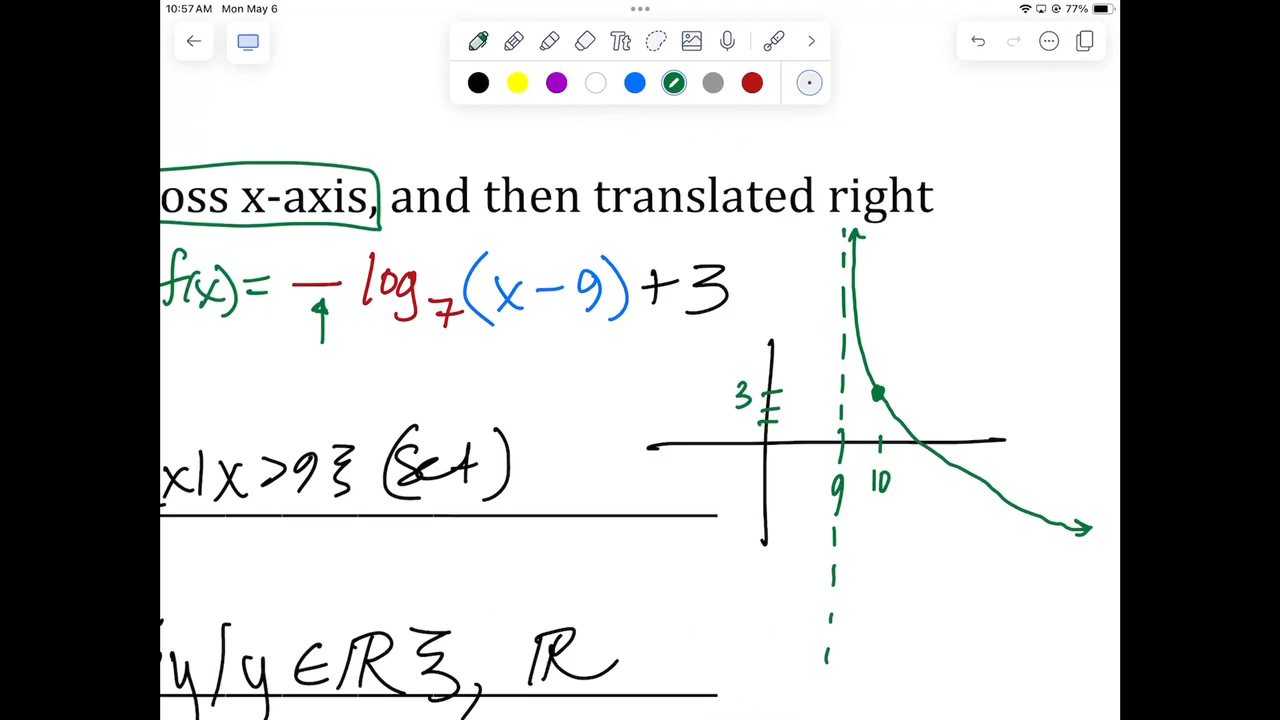 10:57 AM Mon May 6
77%
Tt
oss x-axis, and then translated right
f(x) = − log₇ (x − 9) + 3
3
9 10
x | x > 9 } (Set)
y / y ∈ ℝ }, ℝ